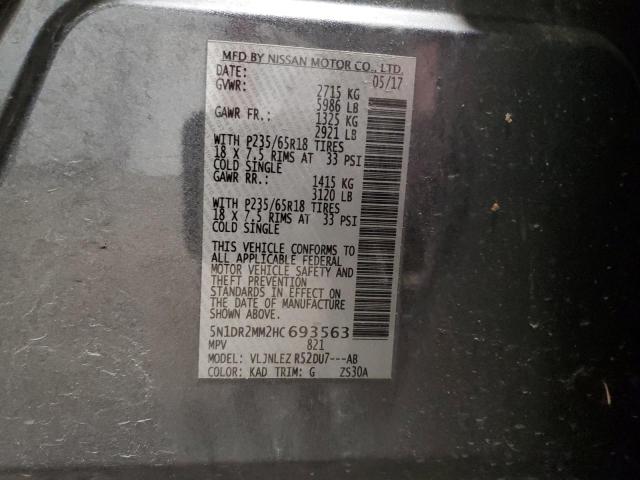 MFD BY NISSAN MOTOR CO., LTD.
DATE: 05/17
GVWR: 2715 KG
5986 LB
GAWR FR.: 1325 KG
2921 LB
WITH P235/65R18 TIRES
18 X 7.5 RIMS AT 33 PSI
COLD SINGLE
GAWR RR.: 1415 KG
3120 LB
WITH P235/65R18 TIRES
18 X 7.5 RIMS AT 33 PSI
COLD SINGLE
THIS VEHICLE CONFORMS TO
ALL APPLICABLE FEDERAL
MOTOR VEHICLE SAFETY AND
THEFT PREVENTION
STANDARDS IN EFFECT ON
THE DATE OF MANUFACTURE
SHOWN ABOVE.
5N1DR2MM2HC693563
MPV 821
MODEL: VLJNLEZ R52DU7---AB
COLOR: KAD TRIM: G ZS30A